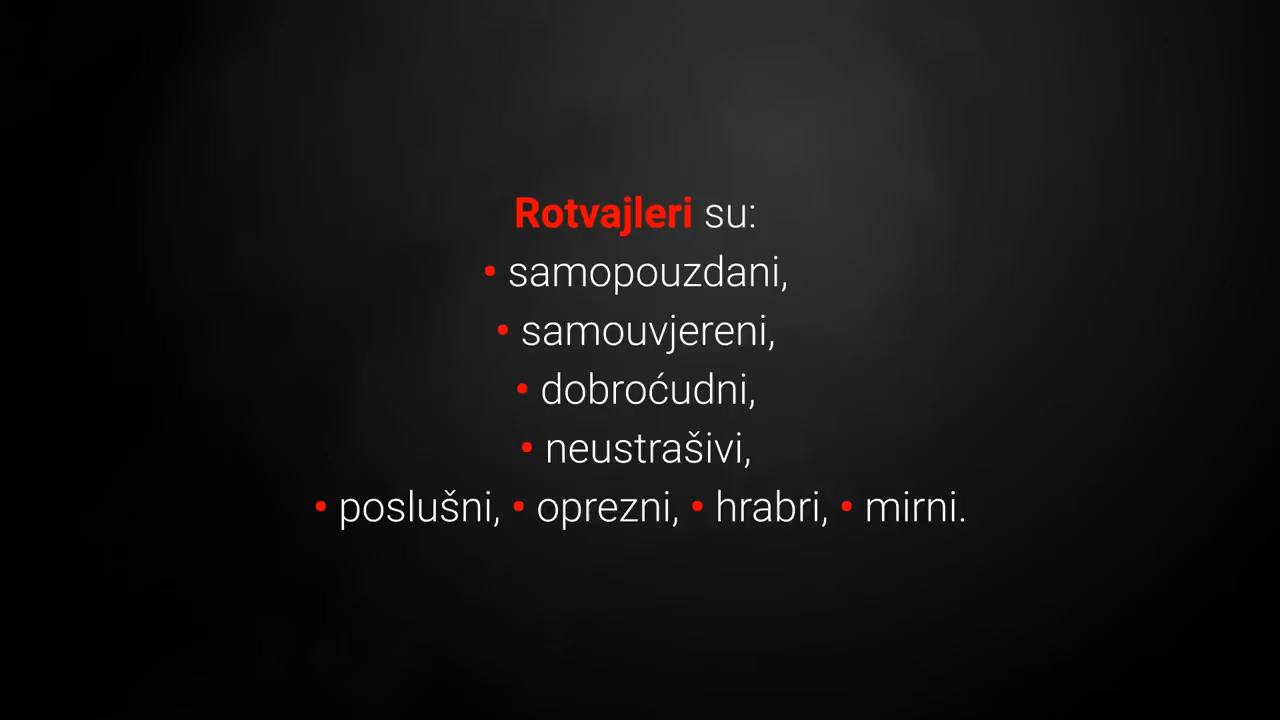 Rotvajleri su:
• samopouzdani,
• samouvjereni,
• dobroćudni,
• neustrašivi,
• poslušni, • oprezni, • hrabri, • mirni.